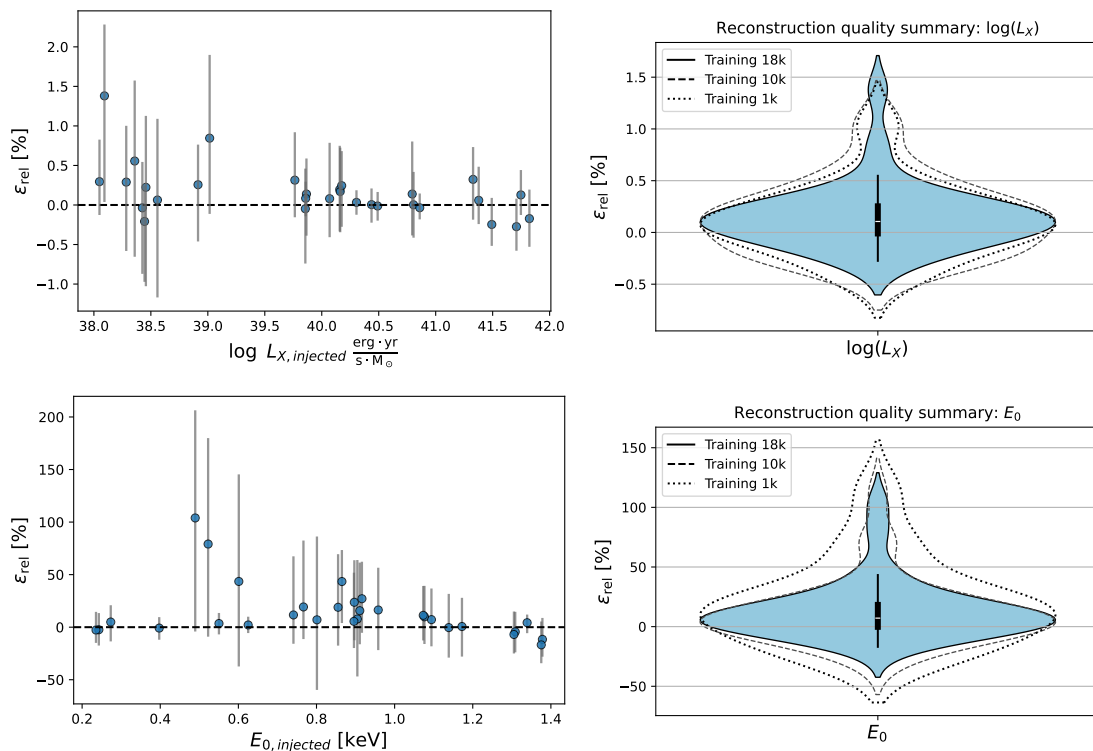 2.0
1.5
1.0
0.5
0.0
−0.5
−1.0
ε_rel [%]
38.0 38.5 39.0 39.5 40.0 40.5 41.0 41.5 42.0
log L_{X, injected} erg · yr / s · M_⊙
Reconstruction quality summary: log(L_X)
Training 18k
Training 10k
Training 1k
1.5
1.0
0.5
0.0
−0.5
ε_rel [%]
log(L_X)
200
150
100
50
0
−50
ε_rel [%]
0.2 0.4 0.6 0.8 1.0 1.2 1.4
E_{0, injected} [keV]
Reconstruction quality summary: E_0
Training 18k
Training 10k
Training 1k
150
100
50
0
−50
ε_rel [%]
E_0